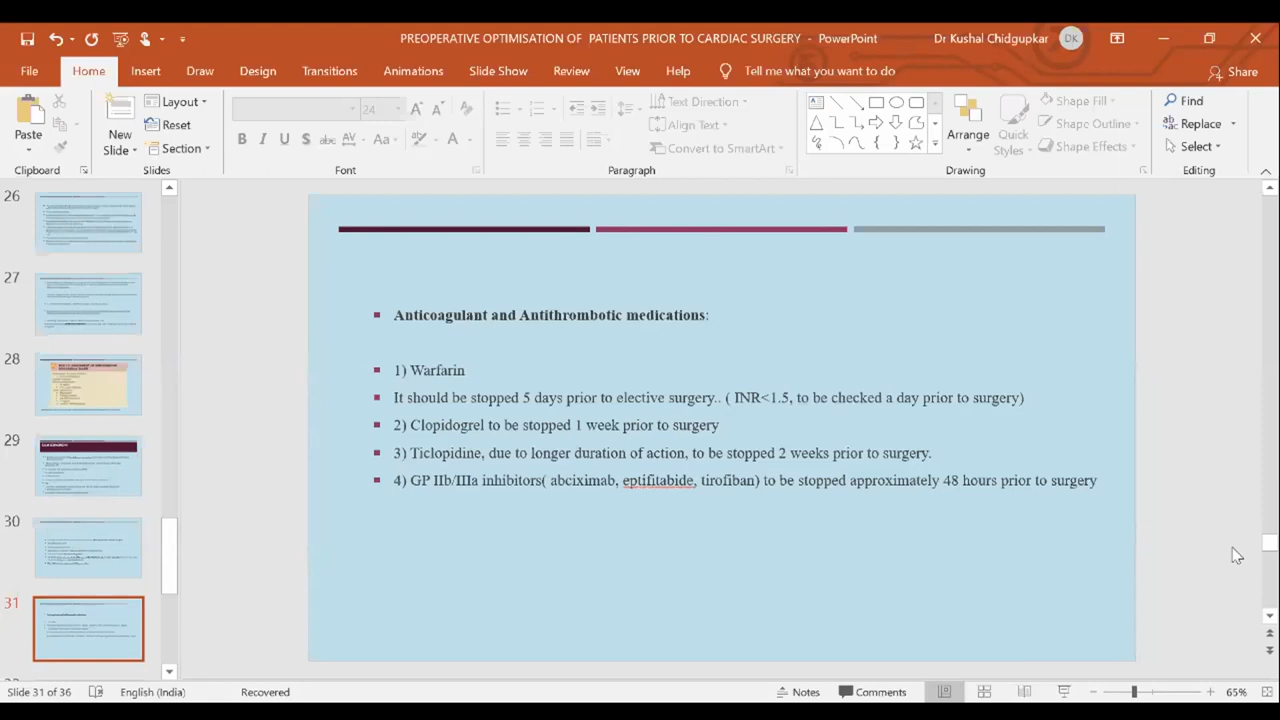 PREOPERATIVE OPTIMISATION OF PATIENTS PRIOR TO CARDIAC SURGERY - PowerPoint
Dr Kushal Chidgupkar
DK
File
Home
Insert
Draw
Design
Transitions
Animations
Slide Show
Review
View
Help
Tell me what you want to do
Share
Paste
Clipboard
New
Slide
Layout
Reset
Section
Slides
24
Font
Text Direction
Align Text
Convert to SmartArt
Paragraph
Arrange
Quick
Styles
Shape Fill
Shape Outline
Shape Effects
Drawing
Find
Replace
Select
Editing
26
27
28
29
30
31
Anticoagulant and Antithrombotic medications:
1) Warfarin
It should be stopped 5 days prior to elective surgery.. ( INR<1.5, to be checked a day prior to surgery)
2) Clopidogrel to be stopped 1 week prior to surgery
3) Ticlopidine, due to longer duration of action, to be stopped 2 weeks prior to surgery.
4) GP IIb/IIIa inhibitors( abciximab, eptifitabide, tirofiban) to be stopped approximately 48 hours prior to surgery
Slide 31 of 36
English (India)
Recovered
Notes
Comments
65%